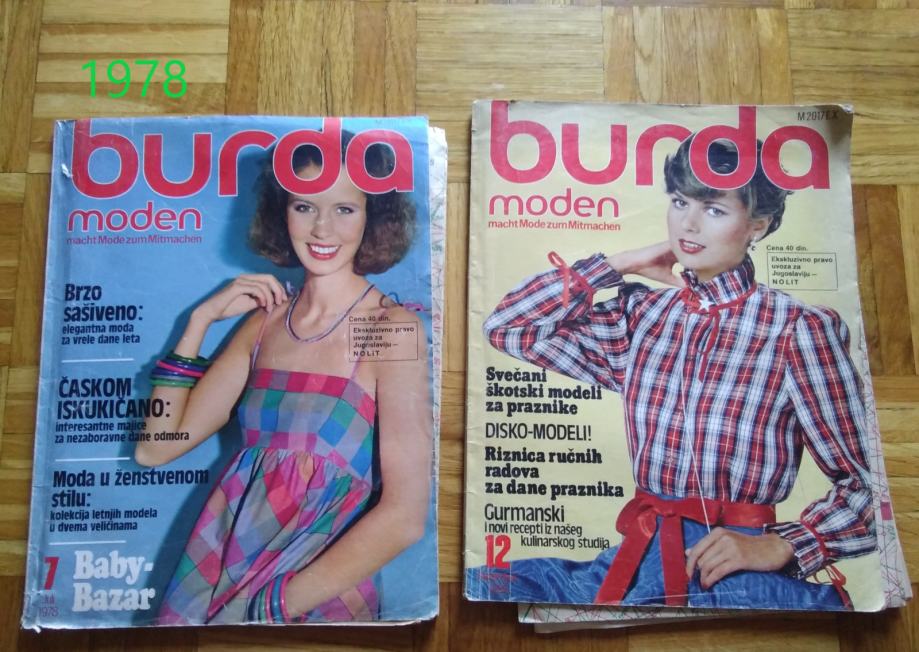 1978
burda
moden
macht Mode zum Mitmachen
Brzo
sašiveno:
elegantna moda
za vrele dane leta
ČASKOM
ISKUKIČANO:
interesantne majice
za nezaboravne dane odmora
Moda u ženstvenom
stilu:
kolekcija letnjih modela
u dvema veličinama
7
Juli
1978
Baby-
Bazar
Cena 40 din.
Ekskluzivno pravo
uvoza za
Jugoslaviju —
NOLIT
M 2017 E X
burda
moden
macht Mode zum Mitmachen
Cena 40 din.
Ekskluzivno pravo
uvoza za
Jugoslaviju —
NOLIT
Svečani
škotski modeli
za praznike
DISKO-MODELI!
Riznica ručnih
radova
za dane praznika
Gurmanski
i novi recepti iz našeg
kulinarskog studija
12